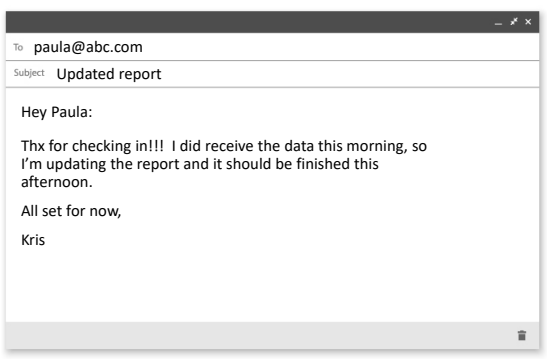 To paula@abc.com
Subject Updated report
Hey Paula:
Thx for checking in!!!  I did receive the data this morning, so
I'm updating the report and it should be finished this
afternoon.
All set for now,
Kris